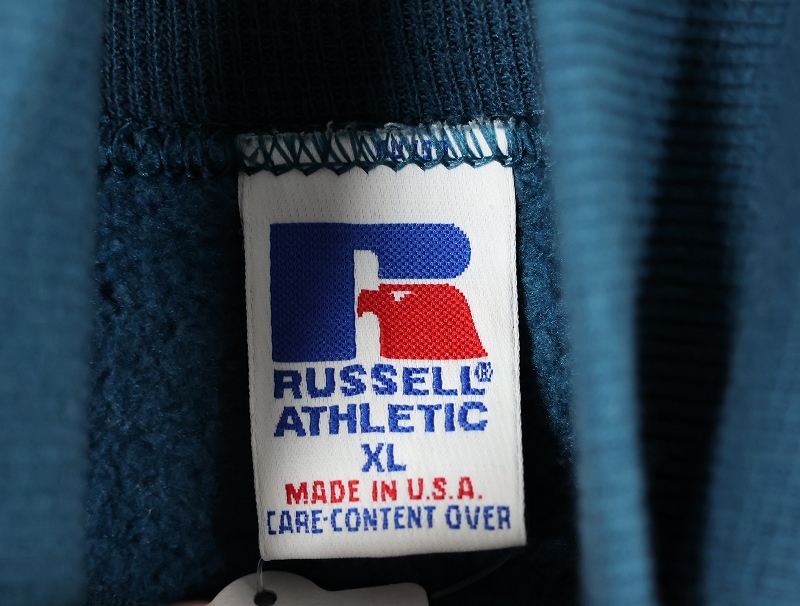 RUSSELL®
ATHLETIC
XL
MADE IN U.S.A.
CARE-CONTENT OVER